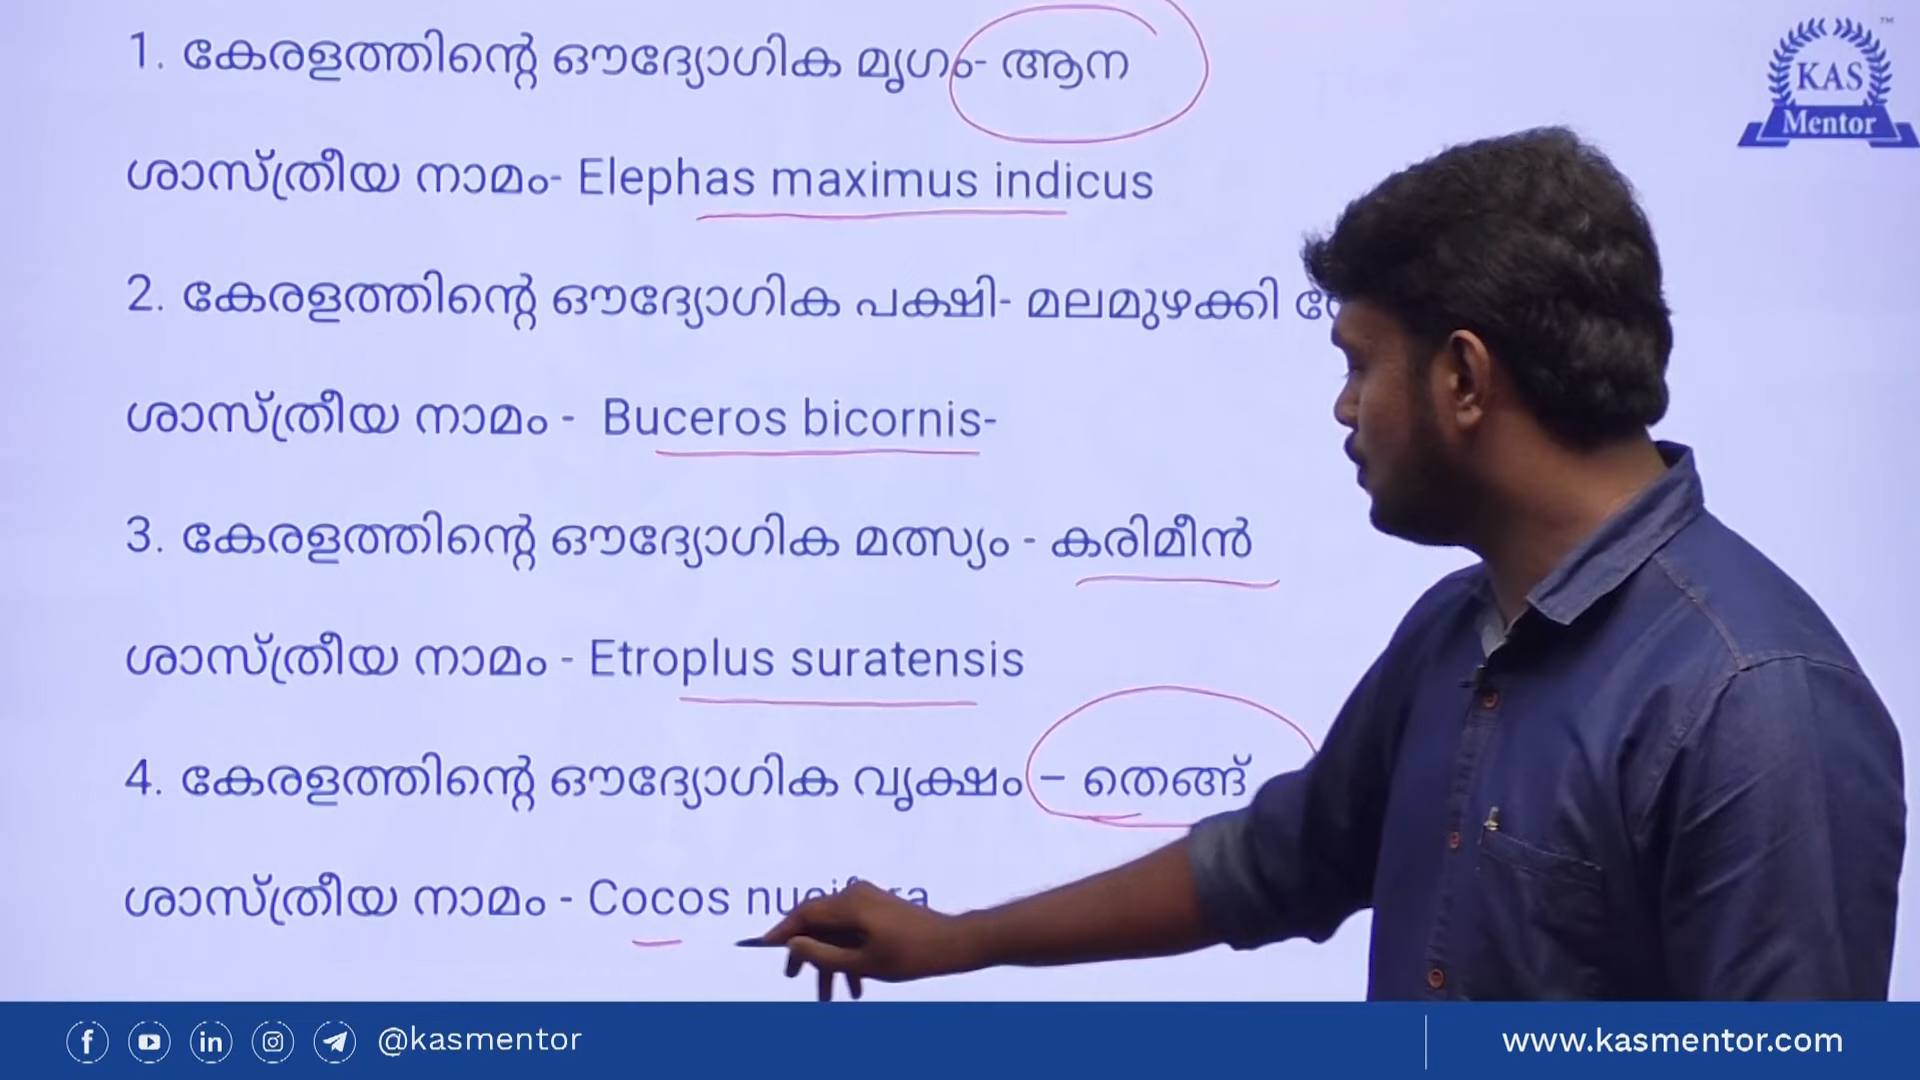 1. കേരളത്തിന്റെ ഔദ്യോഗിക മൃഗം- ആന
ശാസ്ത്രീയ നാമം- Elephas maximus indicus
2. കേരളത്തിന്റെ ഔദ്യോഗിക പക്ഷി- മലമുഴക്കി
ശാസ്ത്രീയ നാമം - Buceros bicornis-
3. കേരളത്തിന്റെ ഔദ്യോഗിക മത്സ്യം - കരിമീൻ
ശാസ്ത്രീയ നാമം - Etroplus suratensis
4. കേരളത്തിന്റെ ഔദ്യോഗിക വൃക്ഷം – തെങ്ങ്
ശാസ്ത്രീയ നാമം - Cocos
KAS
Mentor
TM
@kasmentor
www.kasmentor.com